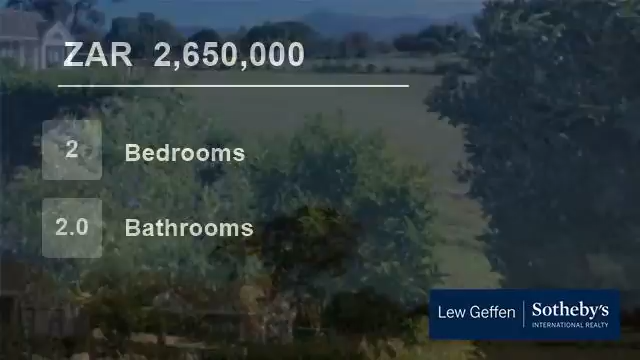 ZAR 2,650,000
2 Bedrooms
2.0 Bathrooms
Lew Geffen Sotheby's
INTERNATIONAL REALTY